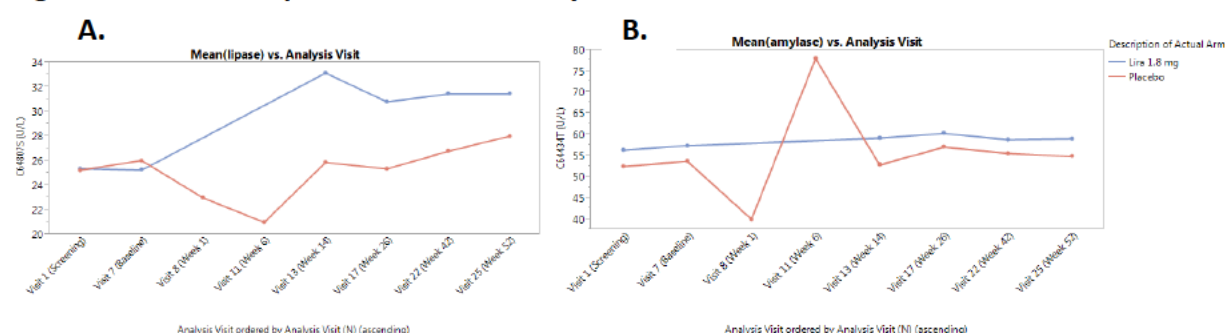 A.
Mean(lipase) vs. Analysis Visit
34
32
30
28
26
24
22
20
C64807S (U/L)
Visit 1 (Screening)
Visit 7 (Baseline)
Visit 8 (Week 1)
Visit 11 (Week 6)
Visit 13 (Week 14)
Visit 17 (Week 26)
Visit 22 (Week 42)
Visit 25 (Week 52)
Analysis Visit ordered by Analysis Visit (N) (ascending)
B.
Mean(amylase) vs. Analysis Visit
80
75
70
65
60
55
50
45
40
C64434T (U/L)
Visit 1 (Screening)
Visit 7 (Baseline)
Visit 8 (Week 1)
Visit 11 (Week 6)
Visit 13 (Week 14)
Visit 17 (Week 26)
Visit 22 (Week 42)
Visit 25 (Week 52)
Analysis Visit ordered by Analysis Visit (N) (ascending)
Description of Actual Arm
Lira 1.8 mg
Placebo